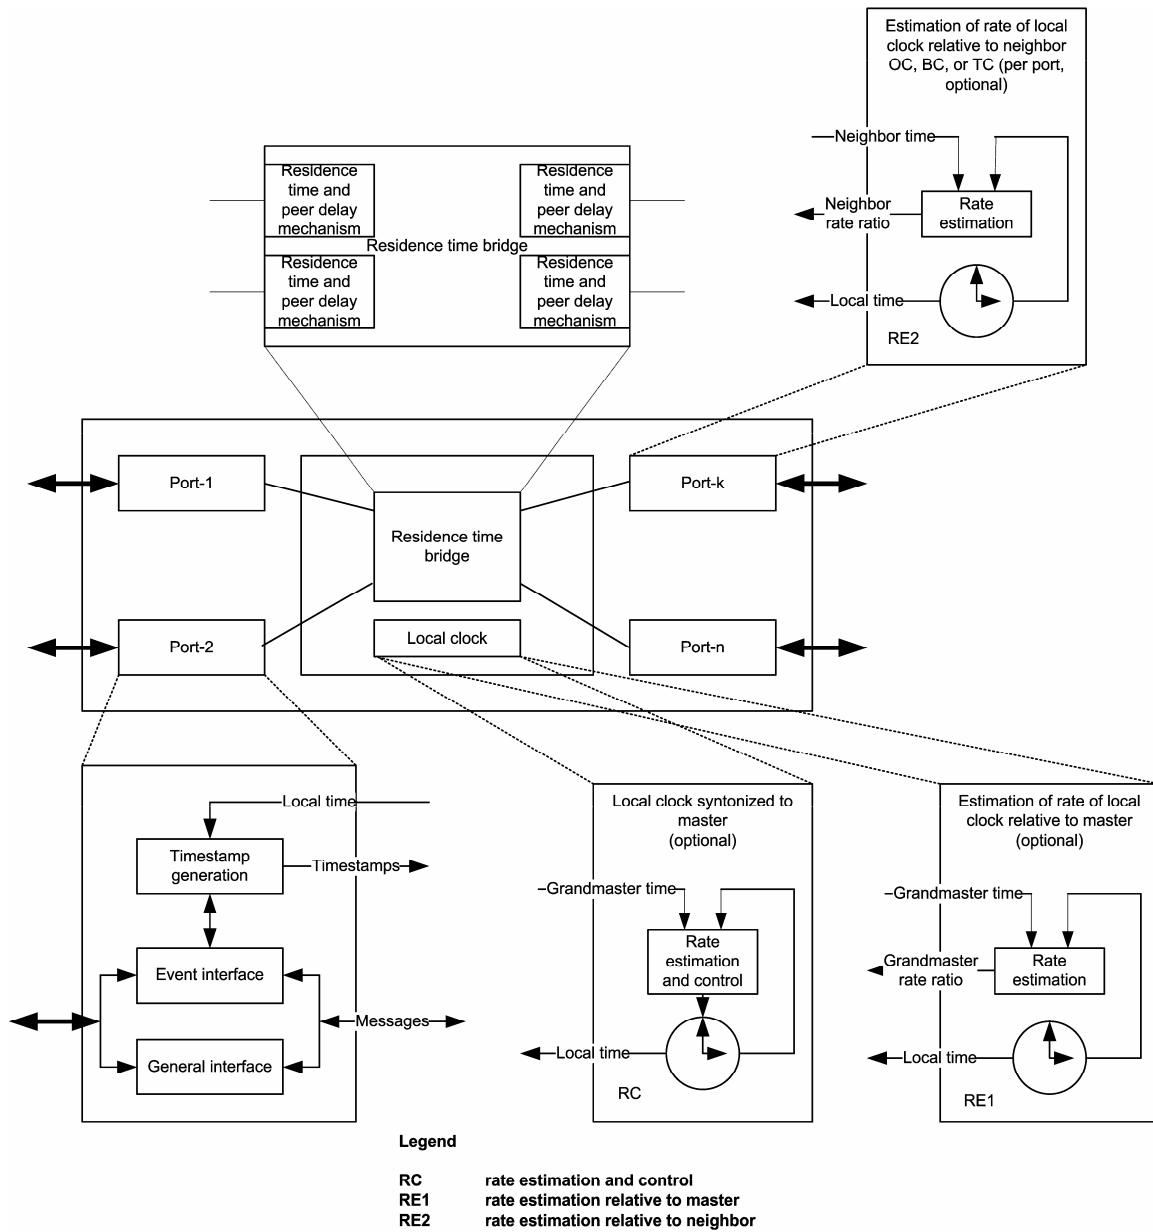 Estimation of rate of local
clock relative to neighbor
OC, BC, or TC (per port,
optional)
Neighbor time
Neighbor
rate ratio
Rate
estimation
Local time
RE2
Residence
time and
peer delay
mechanism
Residence
time and
peer delay
mechanism
Residence time bridge
Residence
time and
peer delay
mechanism
Residence
time and
peer delay
mechanism
Port-1
Port-k
Residence time
bridge
Port-2
Local clock
Port-n
Local time
Timestamp
generation
Timestamps
Event interface
Messages
General interface
Local clock syntonized to
master
(optional)
Grandmaster time
Rate
estimation
and control
Local time
RC
Estimation of rate of local
clock relative to master
(optional)
Grandmaster time
Grandmaster
rate ratio
Rate
estimation
Local time
RE1
Legend
RC rate estimation and control
RE1 rate estimation relative to master
RE2 rate estimation relative to neighbor